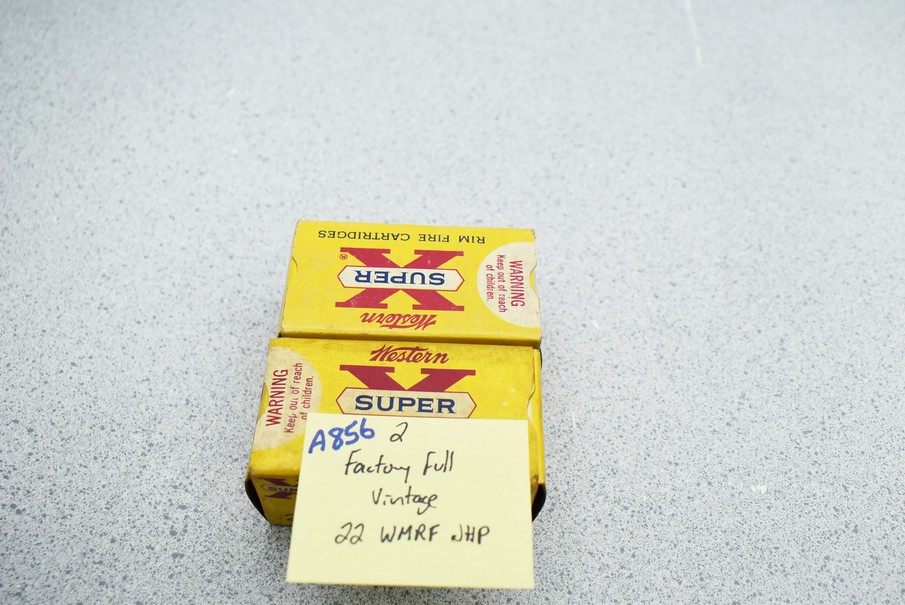 RIM FIRE CARTRIDGES
X
SUPER
®
Western
WARNING
Keep out of reach
of children.
Western
X
SUPER
WARNING
Keep out of reach
of children.
A856 2
Factory Full
Vintage
22 WMRF JHP